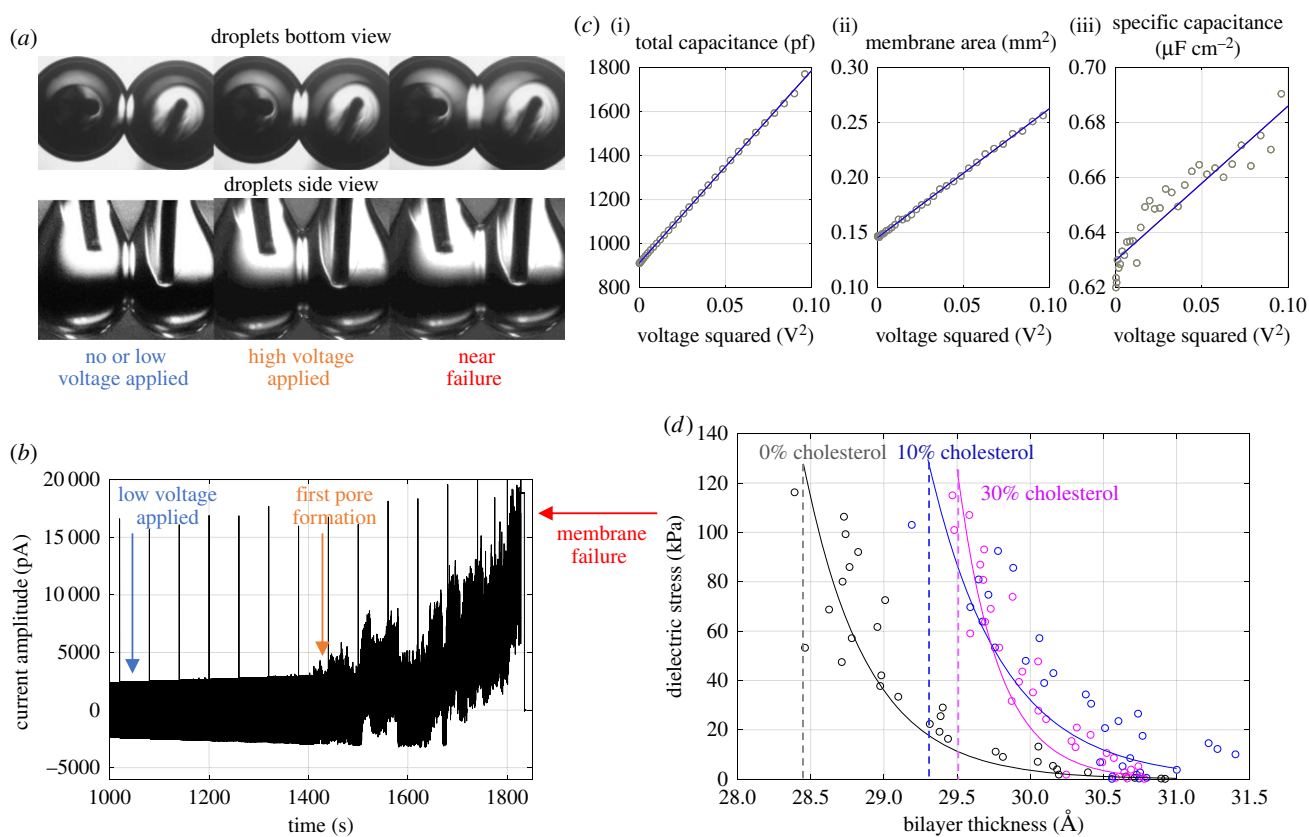 (a)
droplets bottom view
droplets side view
no or low
voltage applied
high voltage
applied
near
failure
(b)
20 000
15 000
10 000
5000
0
–5000
current amplitude (pA)
1000
1200
1400
1600
1800
time (s)
low voltage
applied
first pore
formation
membrane
failure
(c) (i)
total capacitance (pf)
1800
1600
1400
1200
1000
900
800
0
0.05
0.10
voltage squared (V²)
(ii)
membrane area (mm²)
0.30
0.25
0.20
0.15
0.10
0
0.05
0.10
voltage squared (V²)
(iii)
specific capacitance
(µF cm⁻²)
0.70
0.68
0.66
0.64
0.62
0
0.05
0.10
voltage squared (V²)
(d)
140
120
100
80
60
40
20
0
dielectric stress (kPa)
28.0
28.5
29.0
29.5
30.0
30.5
31.0
31.5
bilayer thickness (Å)
0% cholesterol
10% cholesterol
30% cholesterol